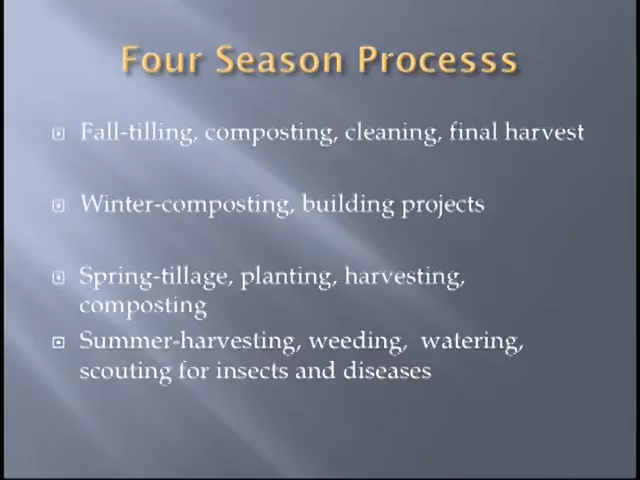 Four Season Processs
Fall-tilling, composting, cleaning, final harvest
Winter-composting, building projects
Spring-tillage, planting, harvesting,
composting
Summer-harvesting, weeding,  watering,
scouting for insects and diseases